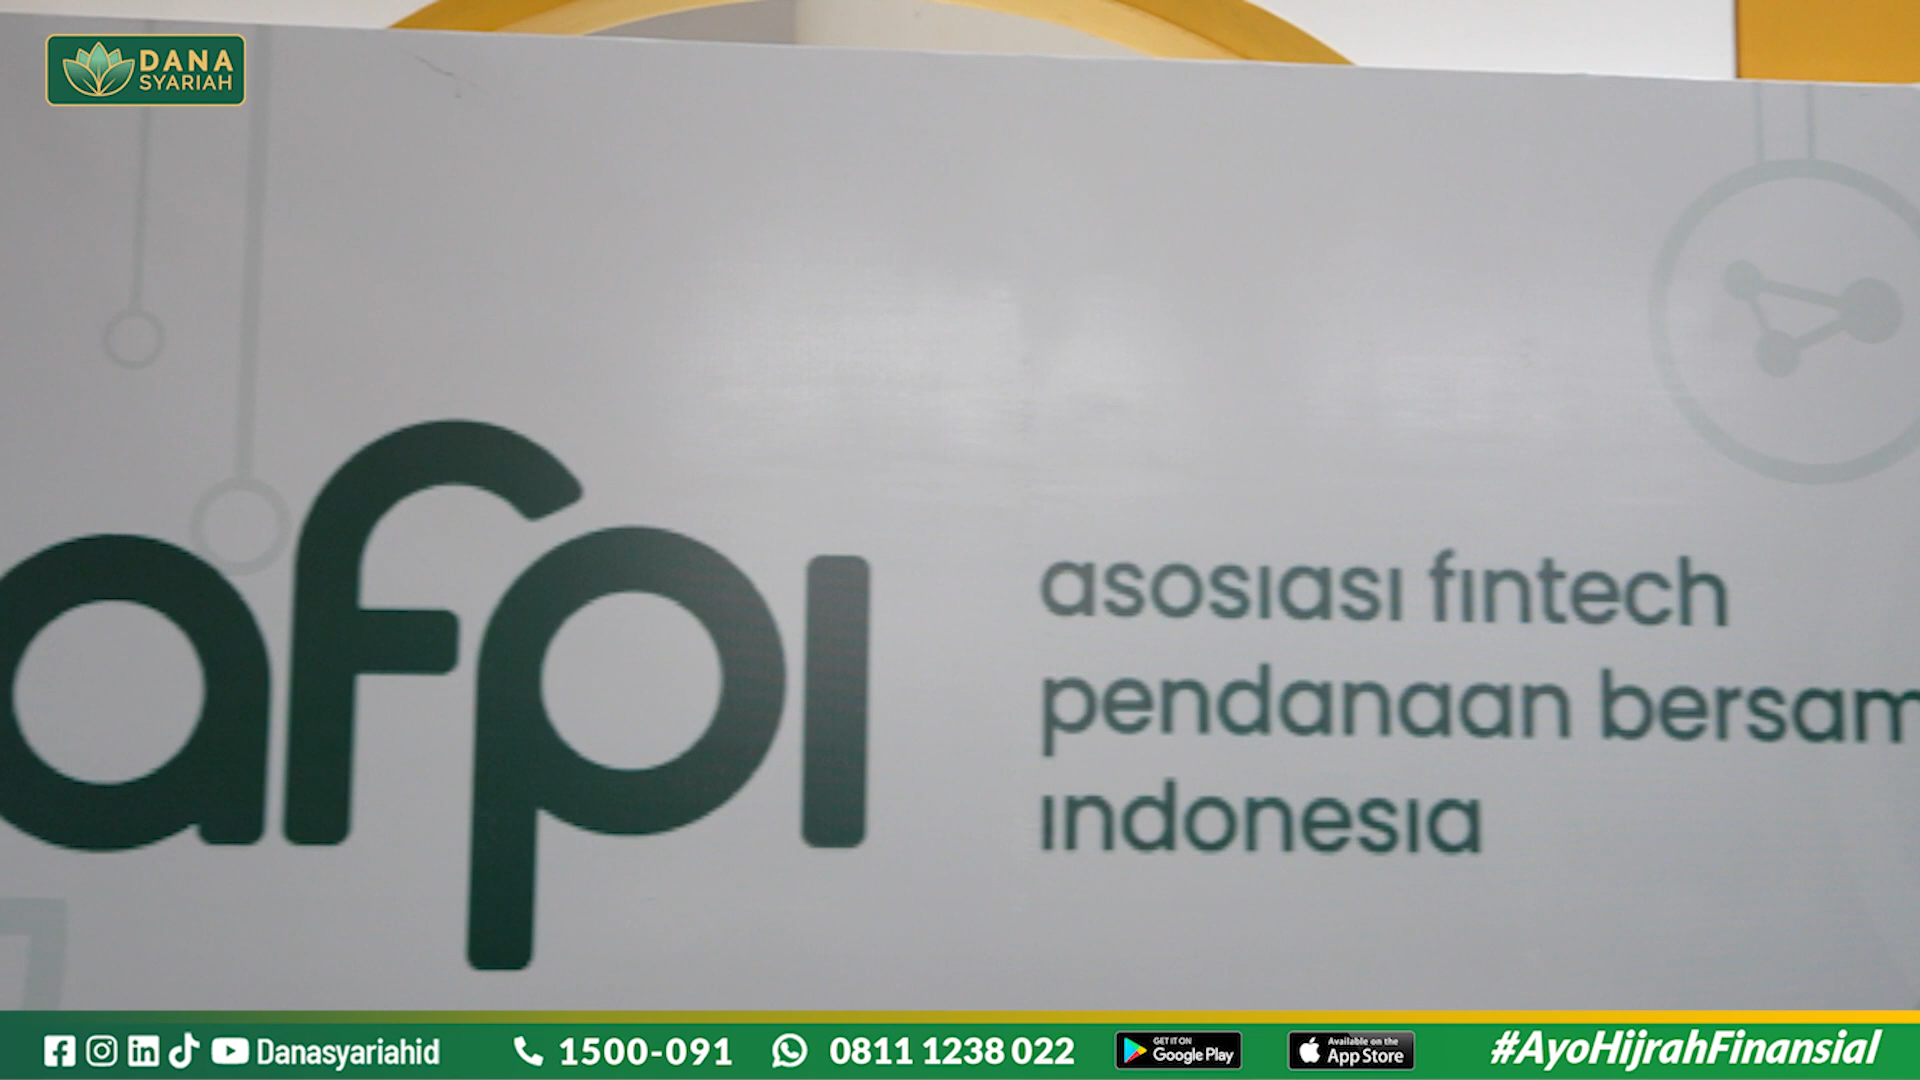 DANA
SYARIAH
afpi
asosiasi fintech
pendanaan bersam
indonesia
Danasyariahid
1500-091
0811 1238 022
GET IT ON
Google Play
Available on the
App Store
#AyoHijrahFinansial